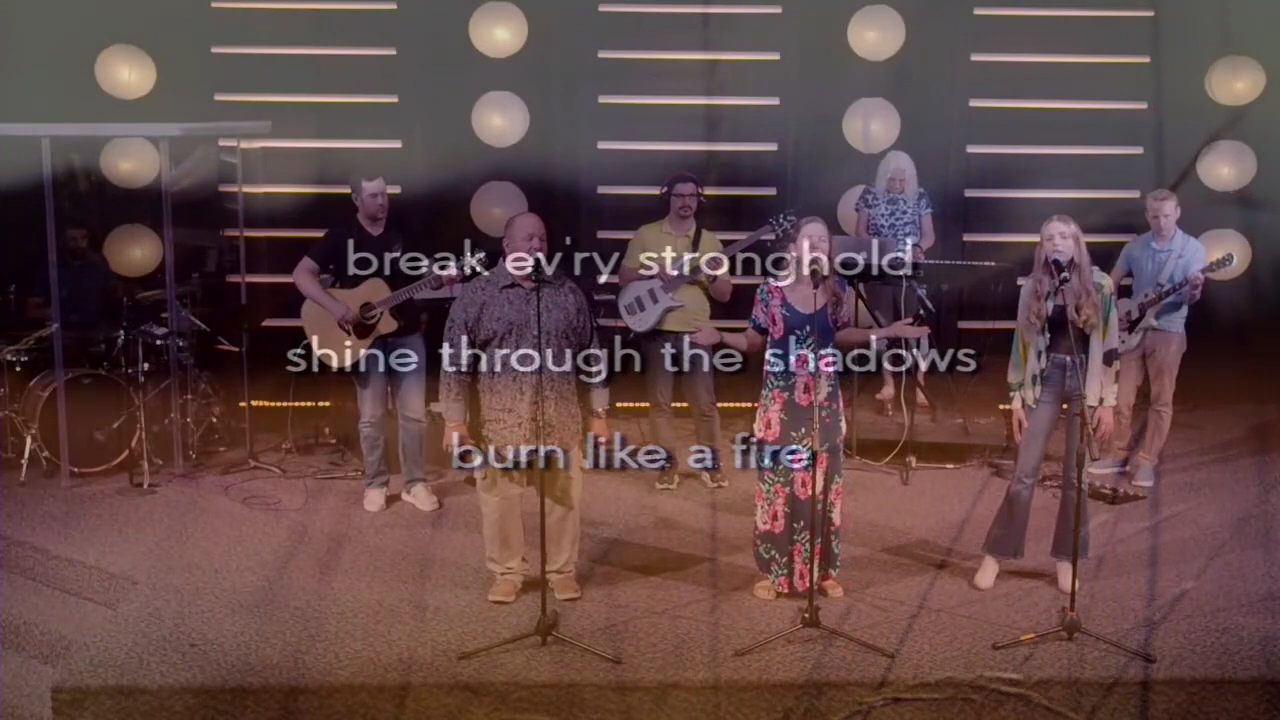 break ev'ry stronghold
shine through the shadows
burn like a fire